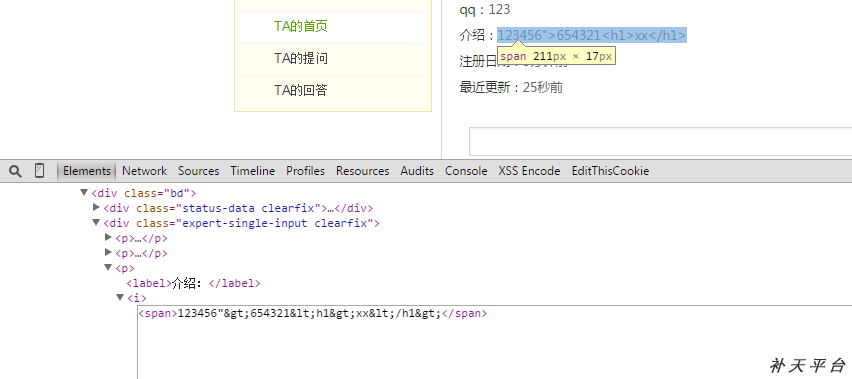 qq：123
TA的首页
介绍：123456">654321<h1>xx</h1>
span 211px × 17px
TA的提问
最近更新：25秒前
TA的回答
Elements Network Sources Timeline Profiles Resources Audits Console XSS Encode EditThisCookie
▼<div class="bd">
▶<div class="status-data clearfix">…</div>
▼<div class="expert-single-input clearfix">
▶<p>…</p>
▶<p>…</p>
▼<p>
<label>介绍: </label>
▼<i>
<span>123456"&gt;654321&lt;h1&gt;xx&lt;/h1&gt;</span>
补天平台